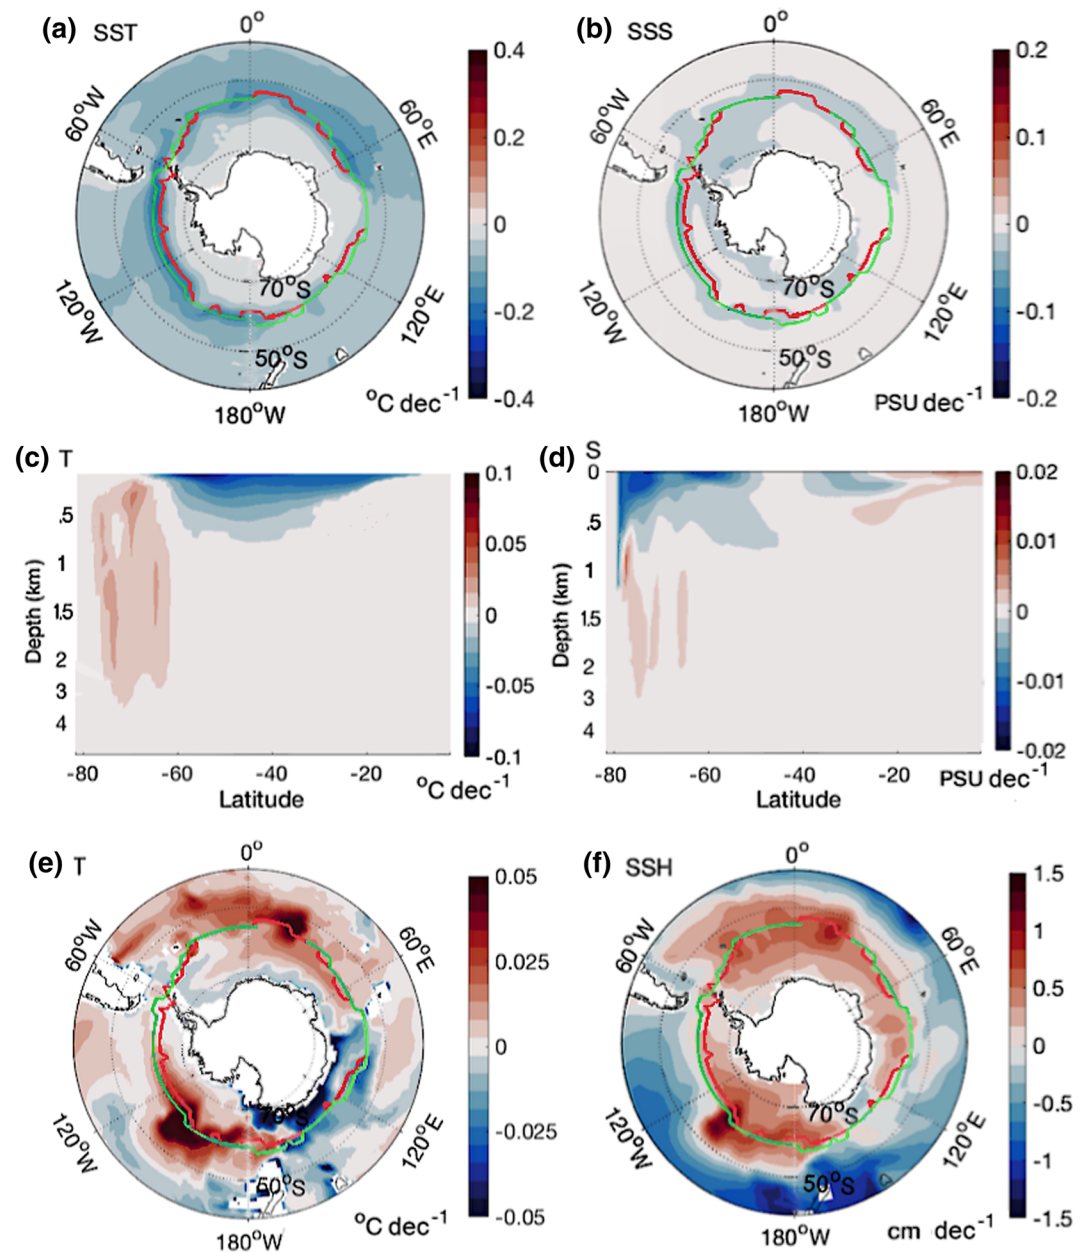 (a) SST
0°
60°W
60°E
120°W
120°E
70°S
50°S
180°W
0.4
0.2
0
-0.2
-0.4
°C dec-1
(b) SSS
0°
60°W
60°E
120°W
120°E
70°S
50°S
180°W
0.2
0.1
0
-0.1
-0.2
PSU dec-1
(c) T
Depth (km)
.5
1
1.5
2
3
4
-80 -60 -40 -20
Latitude
0.1
0.05
0
-0.05
-0.1
°C dec-1
(d) S
Depth (km)
0
.5
1
1.5
2
3
4
-80 -60 -40 -20
Latitude
0.02
0.01
0
-0.01
-0.02
PSU dec-1
(e) T
0°
60°W
60°E
120°W
120°E
70°S
50°S
180°W
0.05
0.025
0
-0.025
-0.05
°C dec-1
(f) SSH
0°
60°W
60°E
120°W
120°E
70°S
50°S
180°W
1.5
1
0.5
0
-0.5
-1
-1.5
cm dec-1